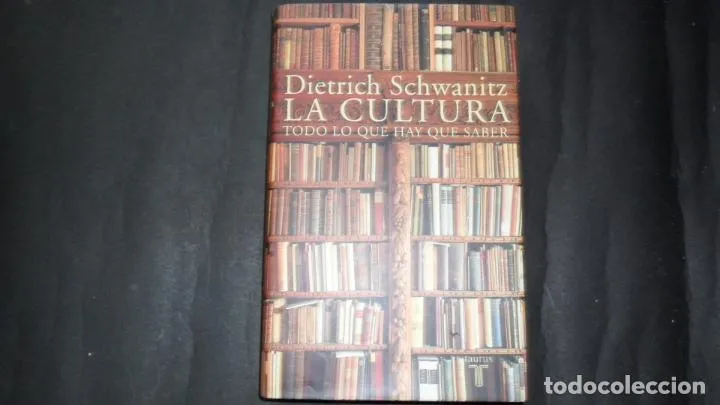 Dietrich Schwanitz
LA CULTURA
TODO LO QUE HAY QUE SABER
taurus
T
todocoleccion